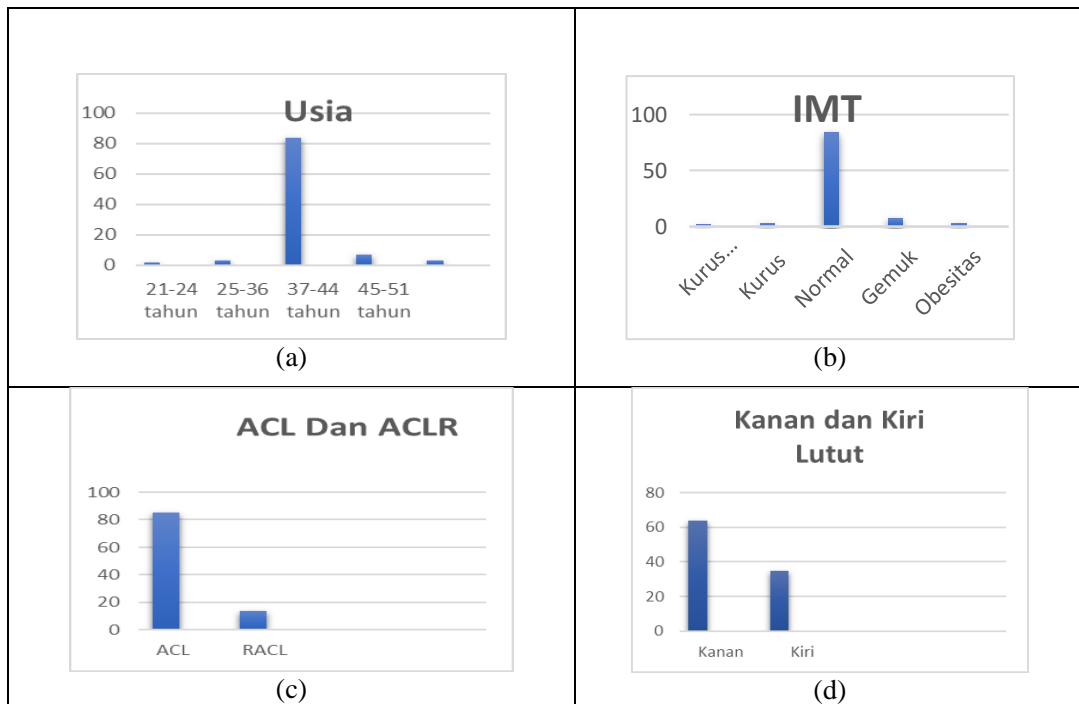 Usia
100
80
60
40
20
0
21-24 25-36 37-44 45-51
tahun tahun tahun tahun
(a)
IMT
100
50
0
Kurus... Kurus Normal Gemuk Obesitas
(b)
ACL Dan ACLR
100
80
60
40
20
0
ACL RACL
(c)
Kanan dan Kiri
Lutut
80
60
40
20
0
Kanan Kiri
(d)